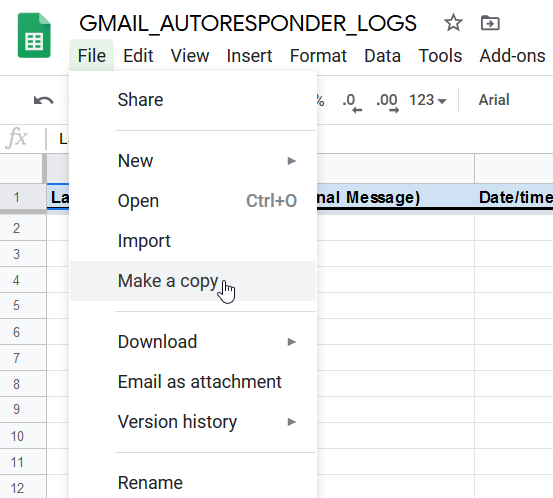 GMAIL_AUTORESPONDER_LOGS
File Edit View Insert Format Data Tools Add-ons
% .0 .00 123 Arial
fx
1 La nal Message) Date/time
Share
New
2
Open Ctrl+O
3
Import
4
Make a copy
5
6
Download
7
Email as attachment
8
Version history
9
10
11
Rename
12